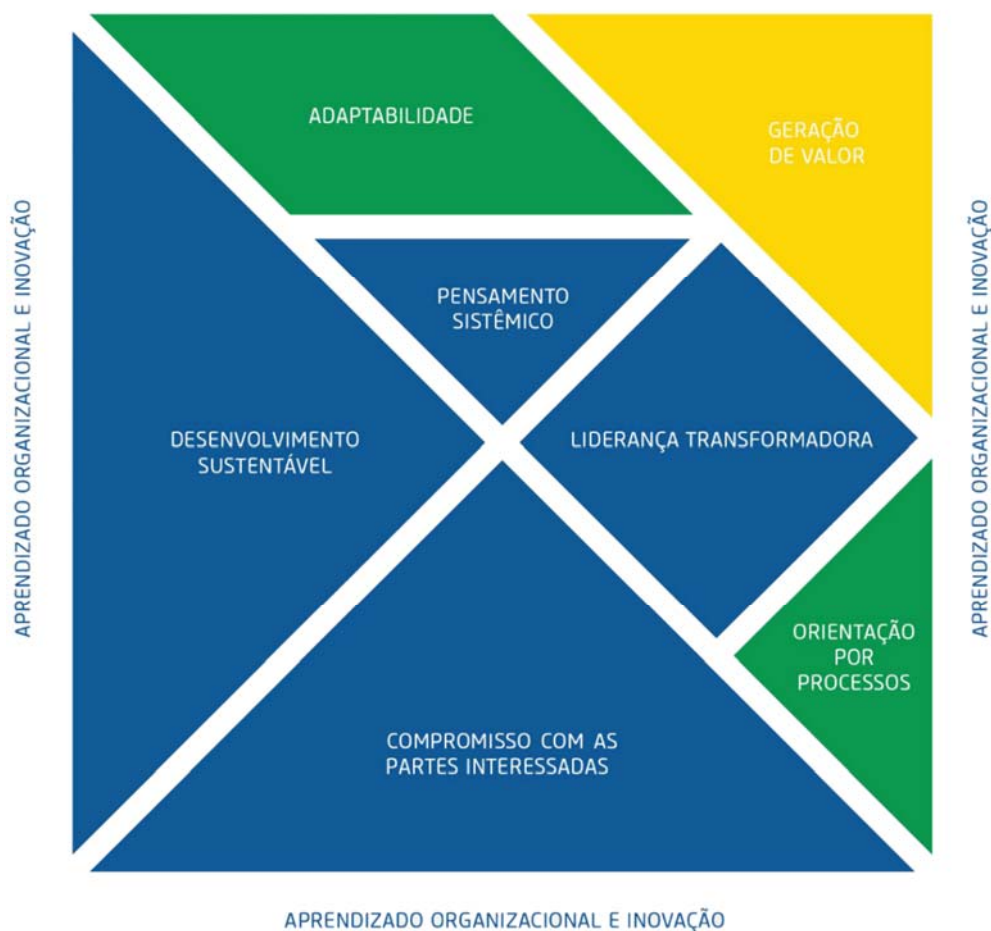 ADAPTABILIDADE
GERAÇÃO
DE VALOR
APRENDIZADO ORGANIZACIONAL E INOVAÇÃO
APRENDIZADO ORGANIZACIONAL E INOVAÇÃO
PENSAMENTO
SISTÊMICO
DESENVOLVIMENTO
SUSTENTÁVEL
LIDERANÇA TRANSFORMADORA
ORIENTAÇÃO
POR
PROCESSOS
COMPROMISSO COM AS
PARTES INTERESSADAS
APRENDIZADO ORGANIZACIONAL E INOVAÇÃO